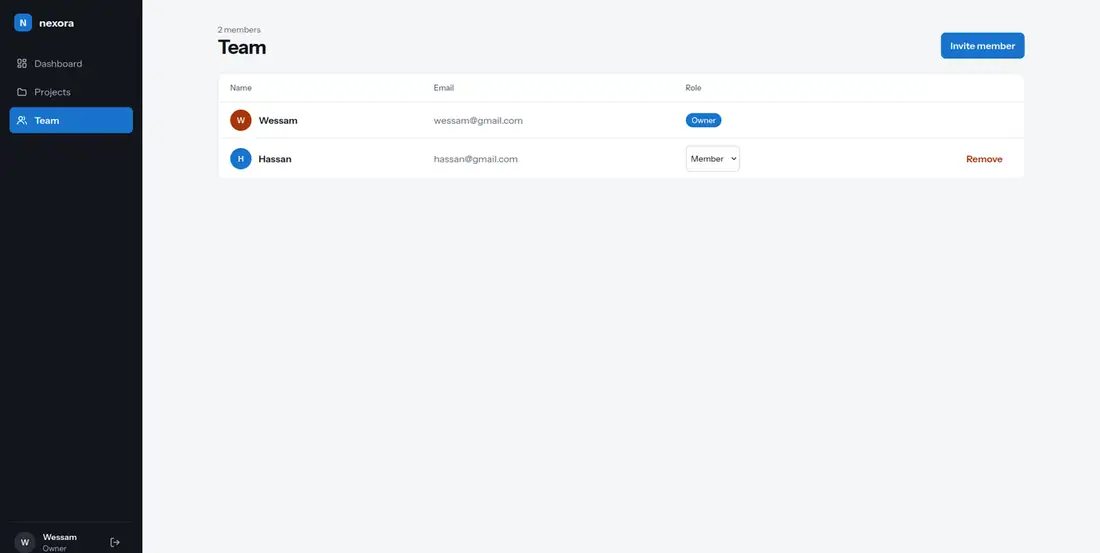 N nexora
Dashboard
Projects
Team
W Wessam
Owner
2 members
Team
Invite member
Name Email Role
W Wessam wessam@gmail.com Owner
H Hassan hassan@gmail.com Member Remove